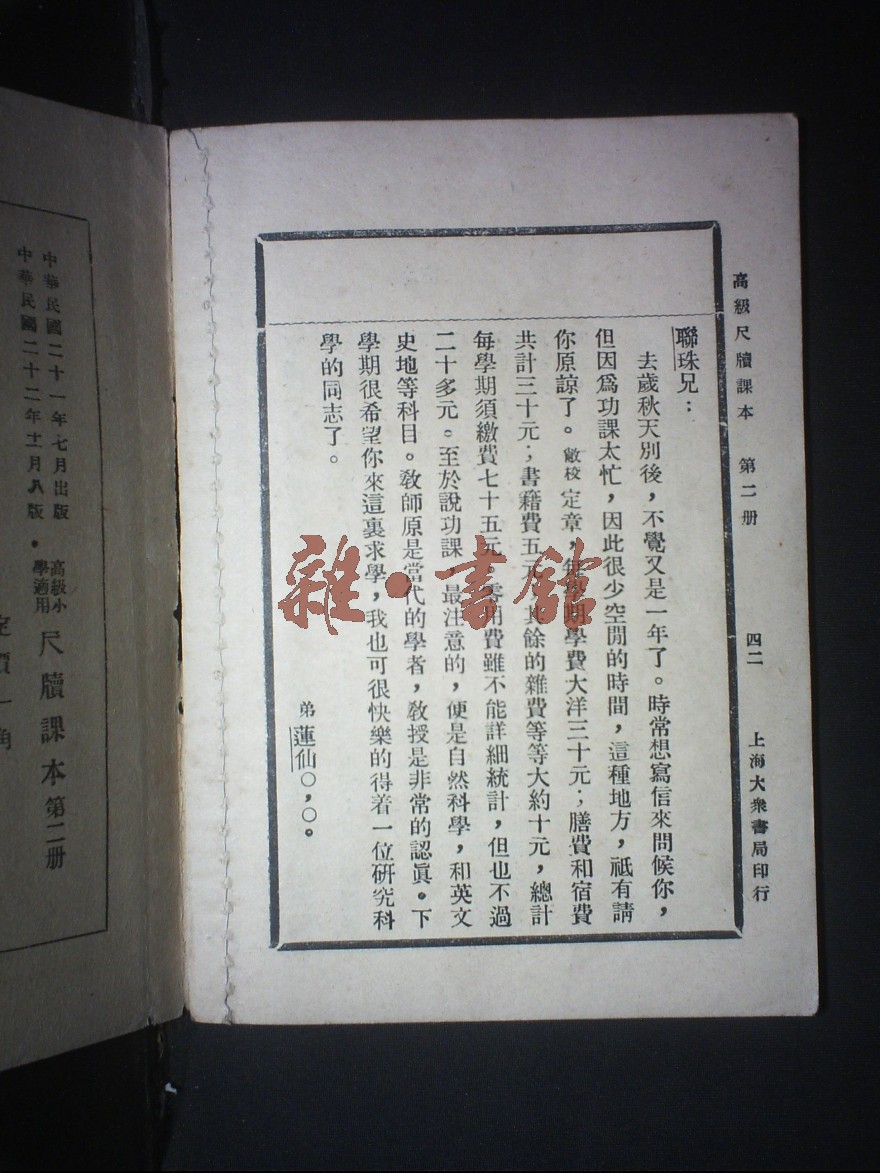 高級尺牘課本 第二册 四二 上海大衆書局印行
聯珠兄：
去歲秋天別後，不覺又是一年了。時常想寫信來問候你，
但因爲功課太忙，因此很少空閒的時間，這種地方，祗有請
你原諒了。敝校定章，每學期學費大洋三十元；膳費和宿費
共計三十元；書籍費五元，其餘的雜費等等大約十元，總計
每學期須繳費七十五元。零用費雖不能詳細統計，但也不過
二十多元。至於說功課，最注意的，便是自然科學，和英文
史地等科目。敎師原是當代的學者，敎授是非常的認眞。下
學期很希望你來這裏求學，我也可很快樂的得着一位研究科
學的同志了。
弟蓮仙〇，〇。
雜·書館
中華民國二十一年七月出版
中華民國二十二年十一月八版
高級小學適用 尺牘課本第二册
定價一角